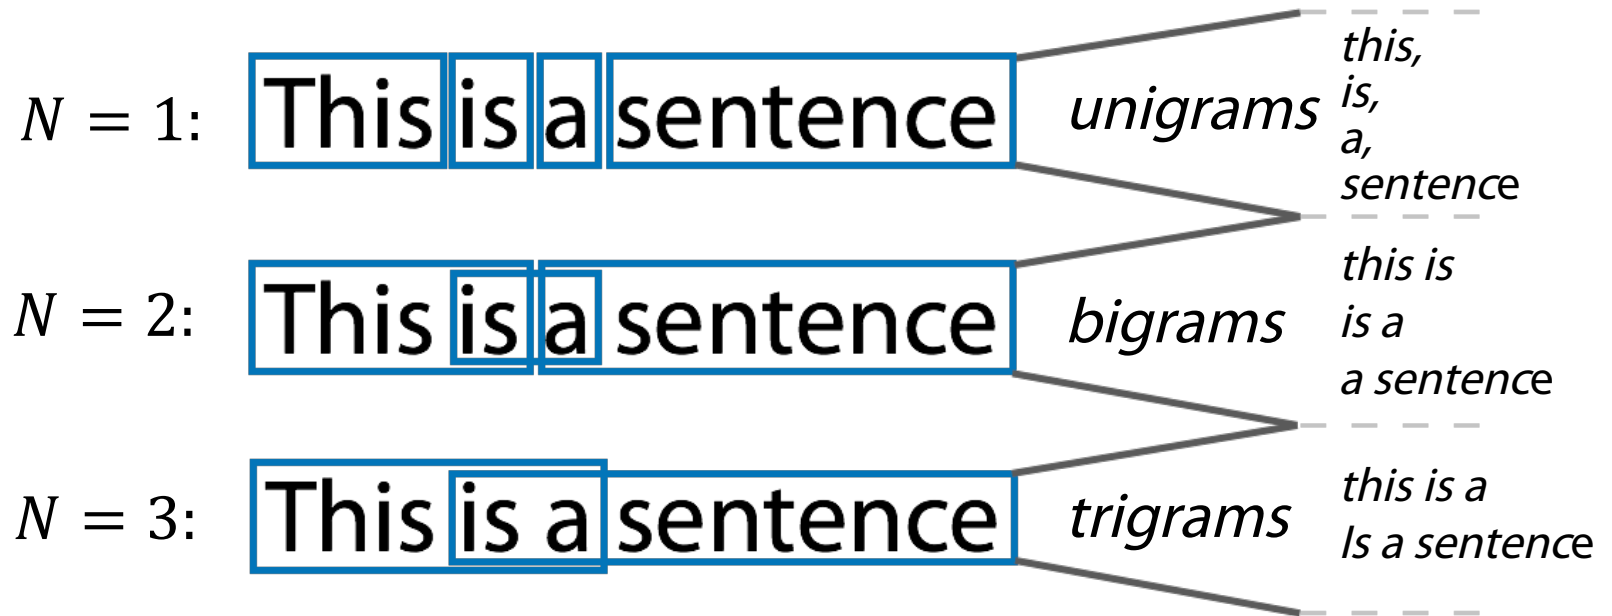 N = 1: This is a sentence unigrams
this,
is,
a,
sentence
N = 2: This is a sentence bigrams
this is
is a
a sentence
N = 3: This is a sentence trigrams
this is a
Is a sentence